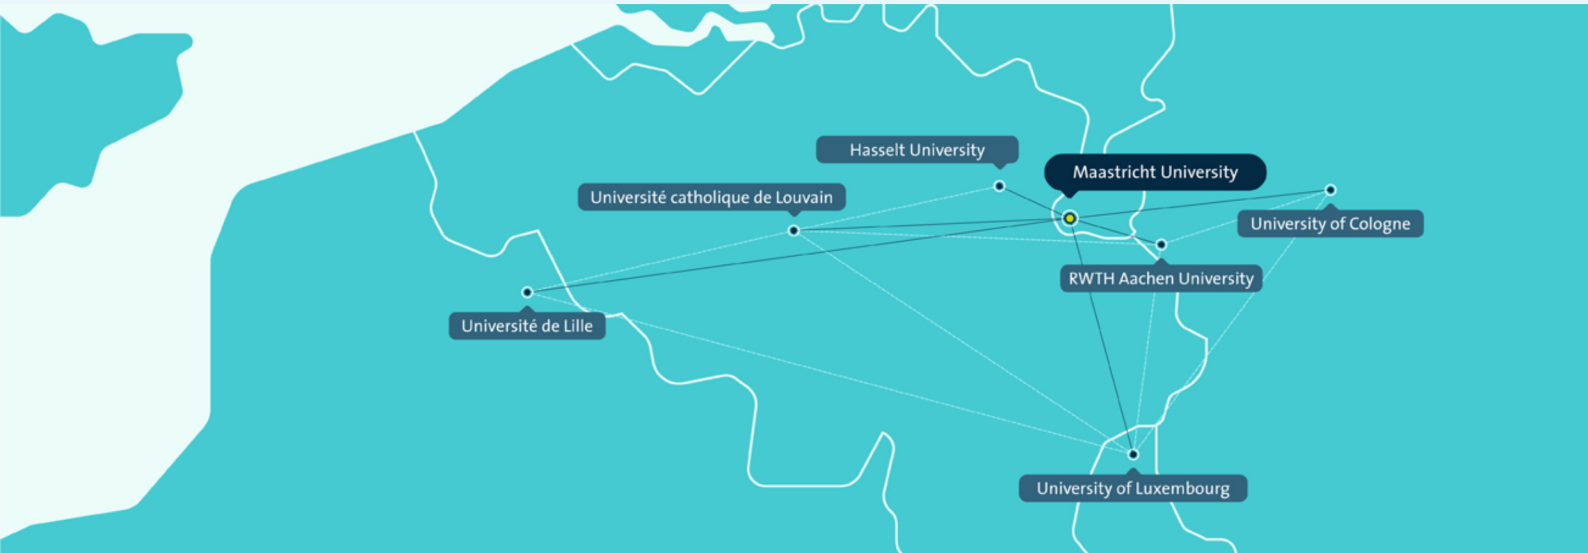 Hasselt University
Maastricht University
Université catholique de Louvain
University of Cologne
RWTH Aachen University
Université de Lille
University of Luxembourg